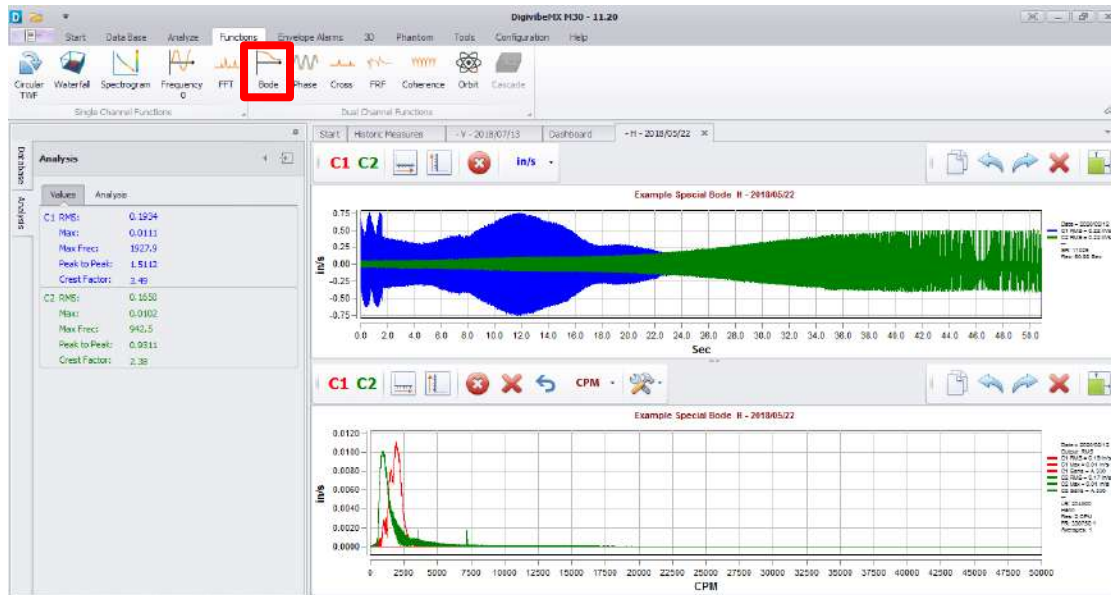 D
DigivibeMX M30 - 11.20
Start Data Base Analyze Functions Envelope Alarms 3D Phantom Tools Configuration Help
Circular TWF Waterfall Spectrogram Frequency 0 FFT Bode Phase Cross FRF Coherence Orbit Cascade
Single Channel Functions Dual Channel Functions
Start Historic Measures - V - 2018/07/13 Dashboard - H - 2018/05/22
Database
Analysis
Analysis
Values Analysis
C1 RMS: 0.1934
Max: 0.0111
Max Frec: 1927.9
Peak to Peak: 1.5112
Crest Factor: 3.49
C2 RMS: 0.1650
Max: 0.0102
Max Frec: 942.5
Peak to Peak: 0.9311
Crest Factor: 2.38
C1 C2 in/s
Example Special Bode H - 2018/05/22
0.75
0.50
0.25
0.00
-0.25
-0.50
-0.75
in/s
0.0 2.0 4.0 6.0 8.0 10.0 12.0 14.0 16.0 18.0 20.0 22.0 24.0 26.0 28.0 30.0 32.0 34.0 36.0 38.0 40.0 42.0 44.0 46.0 48.0 50.0
Sec
C1 C2 CPM
Example Special Bode H - 2018/05/22
0.0120
0.0100
0.0080
0.0060
0.0040
0.0020
0.0000
in/s
0 2500 5000 7500 10000 12500 15000 17500 20000 22500 25000 27500 30000 32500 35000 37500 40000 42500 45000 47500 50000
CPM